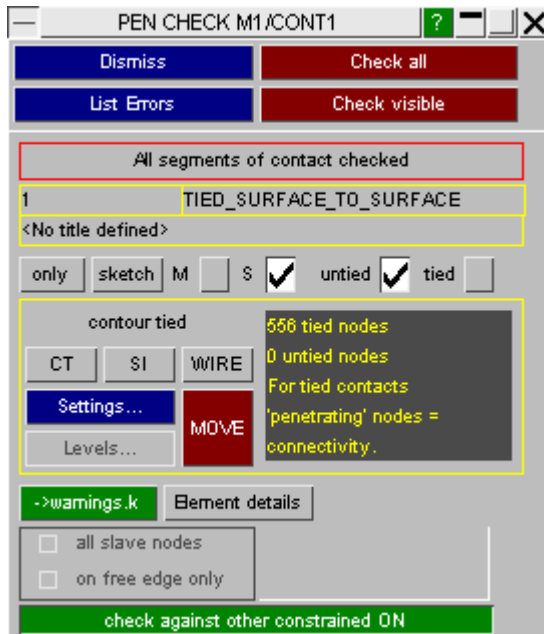 PEN CHECK M1/CONT1 ?
Dismiss Check all
List Errors Check visible
All segments of contact checked
1 TIED_SURFACE_TO_SURFACE
<No title defined>
only sketch M S untied tied
contour tied
CT SI WIRE
Settings...
Levels...
MOVE
556 tied nodes
0 untied nodes
For tied contacts
'penetrating' nodes =
connectivity.
->warnings.k Element details
all slave nodes
on free edge only
check against other constrained ON